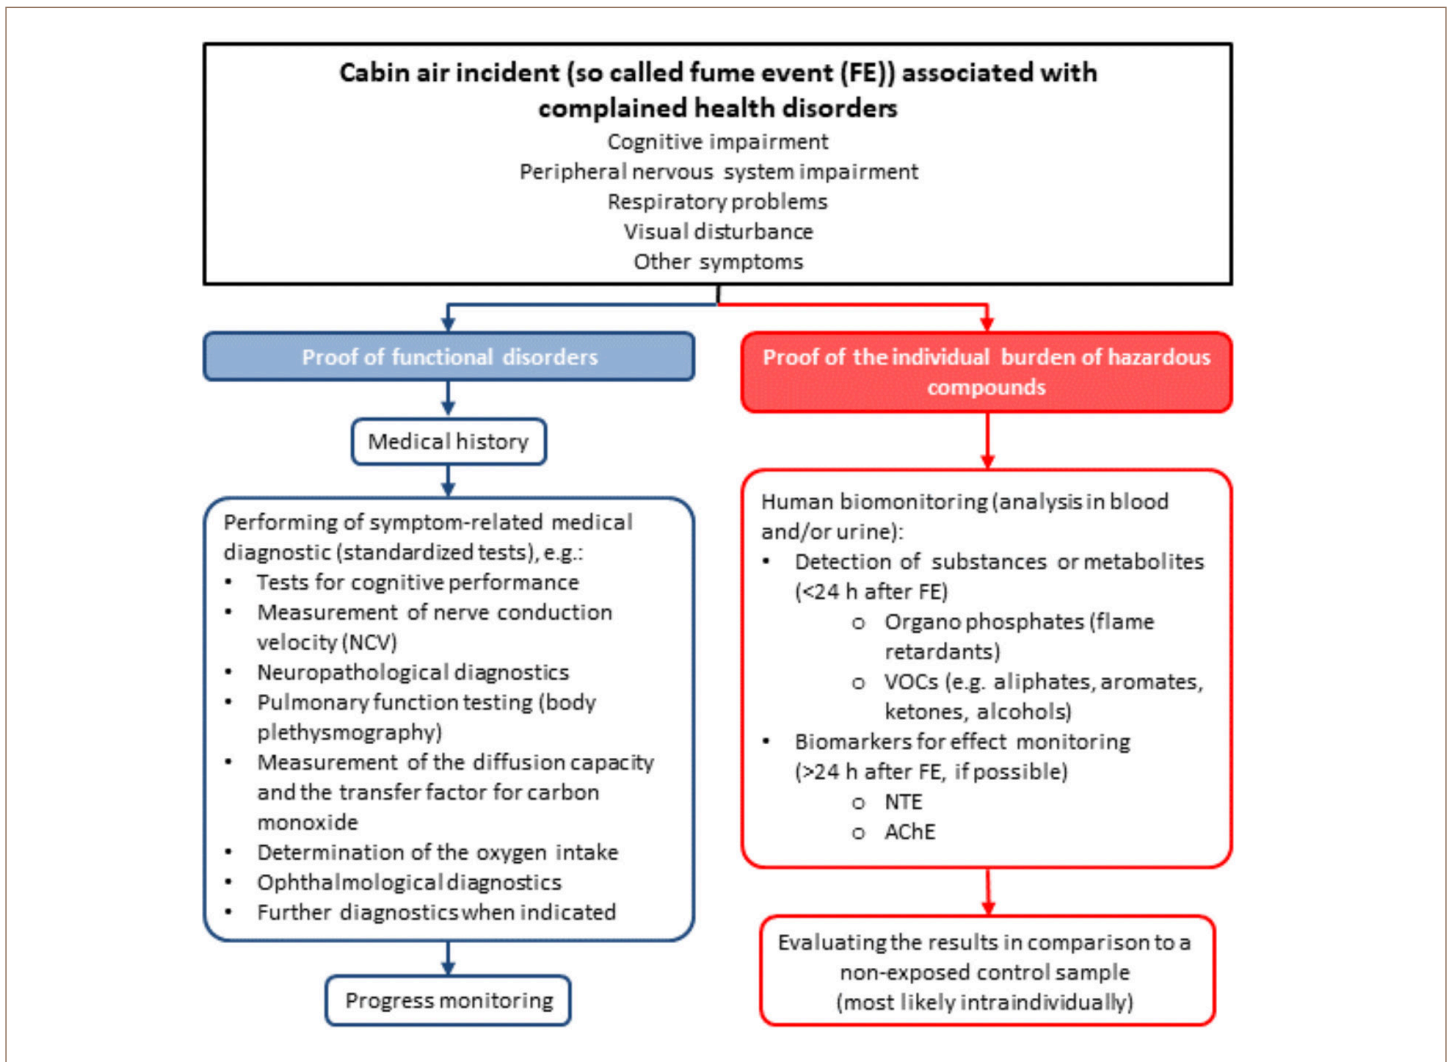 Cabin air incident (so called fume event (FE)) associated with
complained health disorders
Cognitive impairment
Peripheral nervous system impairment
Respiratory problems
Visual disturbance
Other symptoms
Proof of functional disorders
Medical history
Performing of symptom-related medical
diagnostic (standardized tests), e.g.:
• Tests for cognitive performance
• Measurement of nerve conduction
velocity (NCV)
• Neuropathological diagnostics
• Pulmonary function testing (body
plethysmography)
• Measurement of the diffusion capacity
and the transfer factor for carbon
monoxide
• Determination of the oxygen intake
• Ophthalmological diagnostics
• Further diagnostics when indicated
Progress monitoring
Proof of the individual burden of hazardous
compounds
Human biomonitoring (analysis in blood
and/or urine):
• Detection of substances or metabolites
(<24 h after FE)
o Organo phosphates (flame
retardants)
o VOCs (e.g. aliphates, aromates,
ketones, alcohols)
• Biomarkers for effect monitoring
(>24 h after FE, if possible)
o NTE
o AChE
Evaluating the results in comparison to a
non-exposed control sample
(most likely intraindividually)